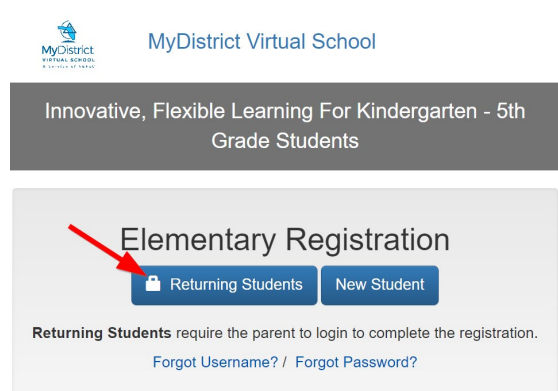 MyDistrict
VIRTUAL SCHOOL
MyDistrict Virtual School
Innovative, Flexible Learning For Kindergarten - 5th
Grade Students
Elementary Registration
Returning Students New Student
Returning Students require the parent to login to complete the registration.
Forgot Username? / Forgot Password?